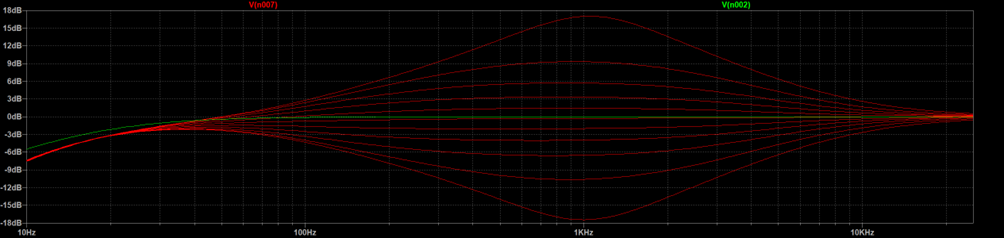 V(n007) V(n002)
18dB
15dB
12dB
9dB
6dB
3dB
0dB
-3dB
-6dB
-9dB
-12dB
-15dB
-18dB
10Hz 100Hz 1KHz 10KHz